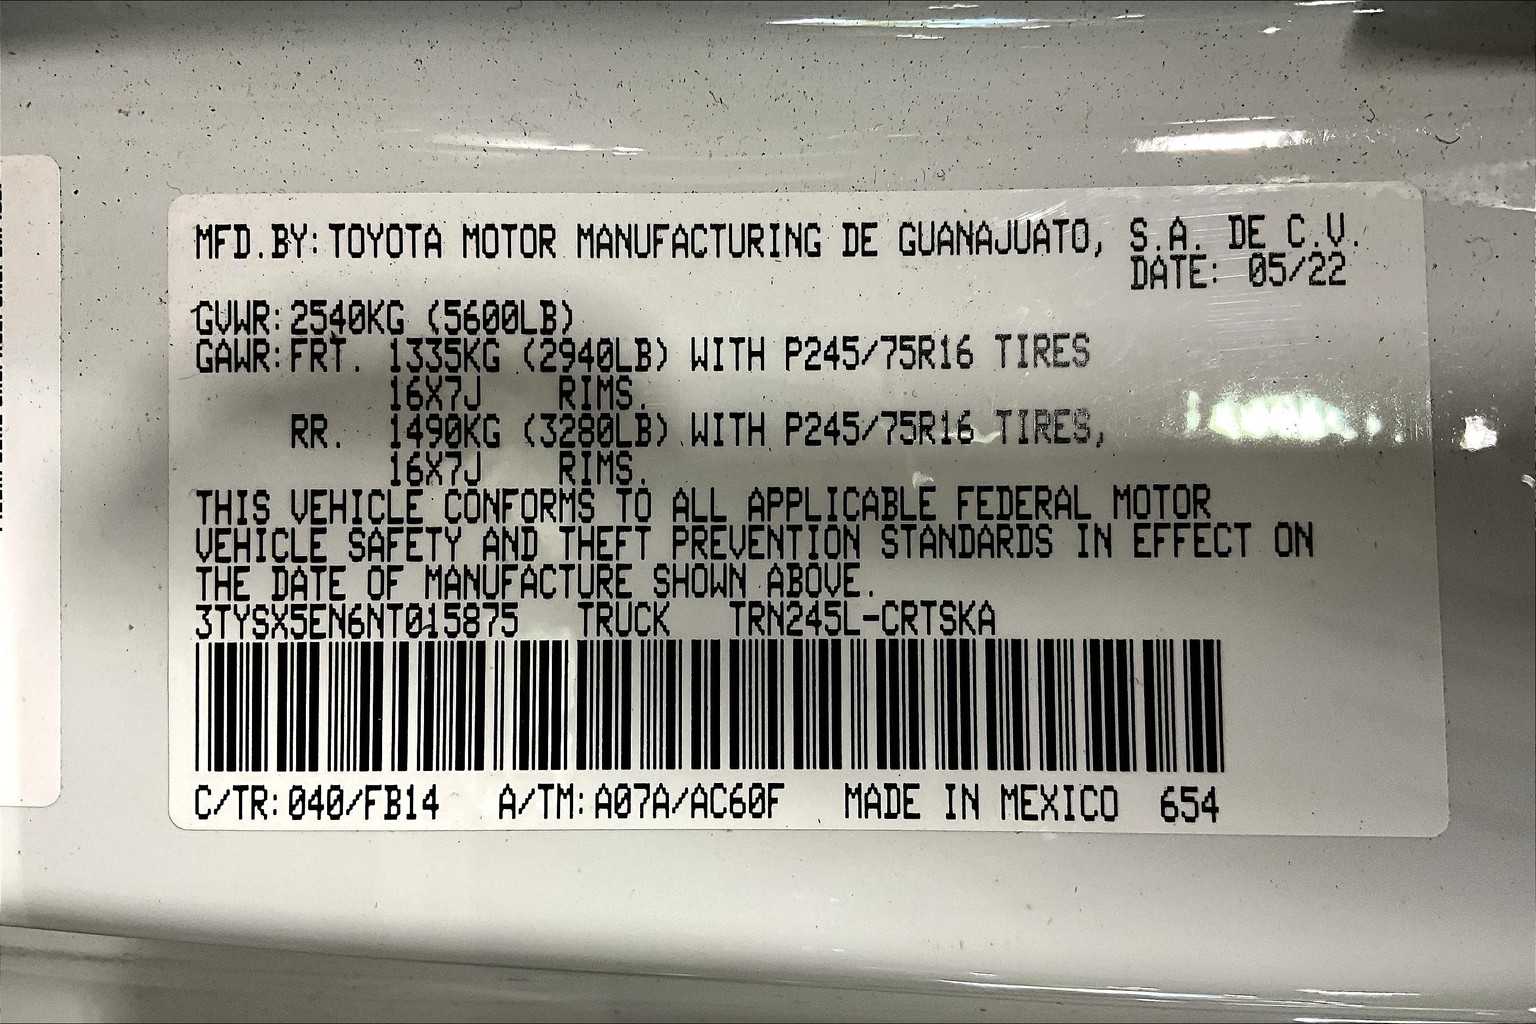 MFD.BY:TOYOTA MOTOR MANUFACTURING DE GUANAJUATO, S.A. DE C.V.
DATE: 05/22
GVWR:2540KG (5600LB)
GAWR:FRT. 1335KG (2940LB) WITH P245/75R16 TIRES
16X7J RIMS.
RR. 1490KG (3280LB) WITH P245/75R16 TIRES,
16X7J RIMS.
THIS VEHICLE CONFORMS TO ALL APPLICABLE FEDERAL MOTOR
VEHICLE SAFETY AND THEFT PREVENTION STANDARDS IN EFFECT ON
THE DATE OF MANUFACTURE SHOWN ABOVE.
3TYSX5EN6NT015875 TRUCK TRN245L-CRTSKA
C/TR:040/FB14 A/TM:A07A/AC60F MADE IN MEXICO 654